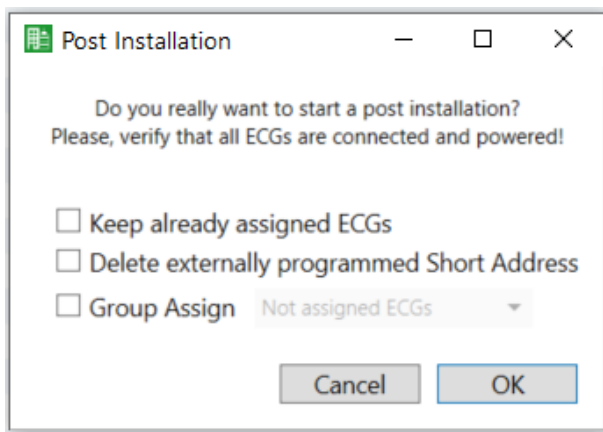 Post Installation
Do you really want to start a post installation?
Please, verify that all ECGs are connected and powered!
Keep already assigned ECGs
Delete externally programmed Short Address
Group Assign Not assigned ECGs
Cancel OK